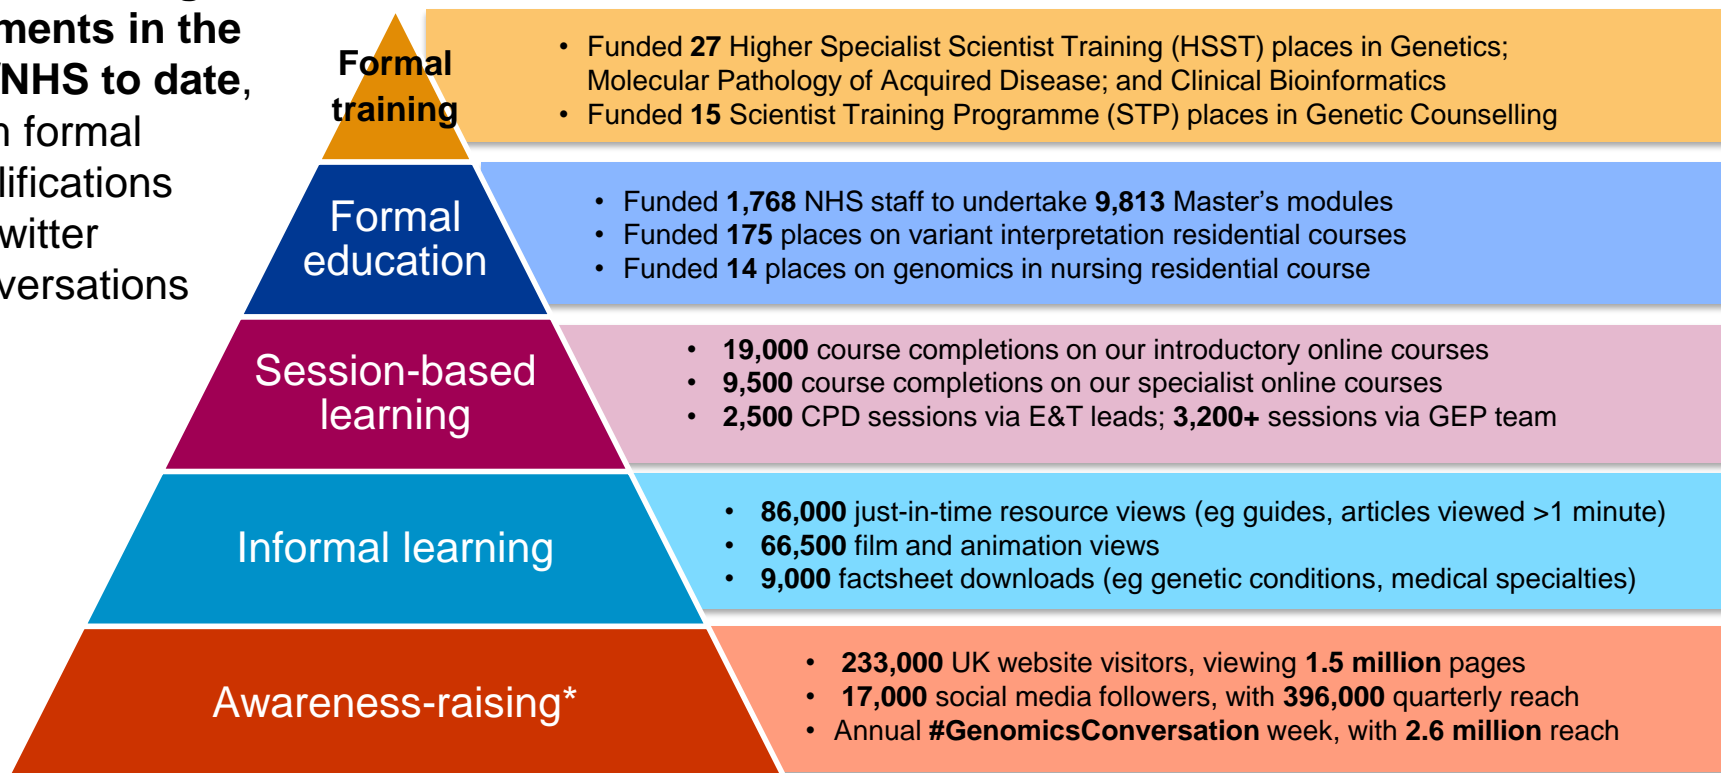 ments in the
NHS to date,
formal
witter
Formal
training
• Funded 27 Higher Specialist Scientist Training (HSST) places in Genetics;
Molecular Pathology of Acquired Disease; and Clinical Bioinformatics
• Funded 15 Scientist Training Programme (STP) places in Genetic Counselling
Formal
education
• Funded 1,768 NHS staff to undertake 9,813 Master’s modules
• Funded 175 places on variant interpretation residential courses
• Funded 14 places on genomics in nursing residential course
Session-based
learning
• 19,000 course completions on our introductory online courses
• 9,500 course completions on our specialist online courses
• 2,500 CPD sessions via E&T leads; 3,200+ sessions via GEP team
Informal learning
• 86,000 just-in-time resource views (eg guides, articles viewed >1 minute)
• 66,500 film and animation views
• 9,000 factsheet downloads (eg genetic conditions, medical specialties)
Awareness-raising*
• 233,000 UK website visitors, viewing 1.5 million pages
• 17,000 social media followers, with 396,000 quarterly reach
• Annual #GenomicsConversation week, with 2.6 million reach